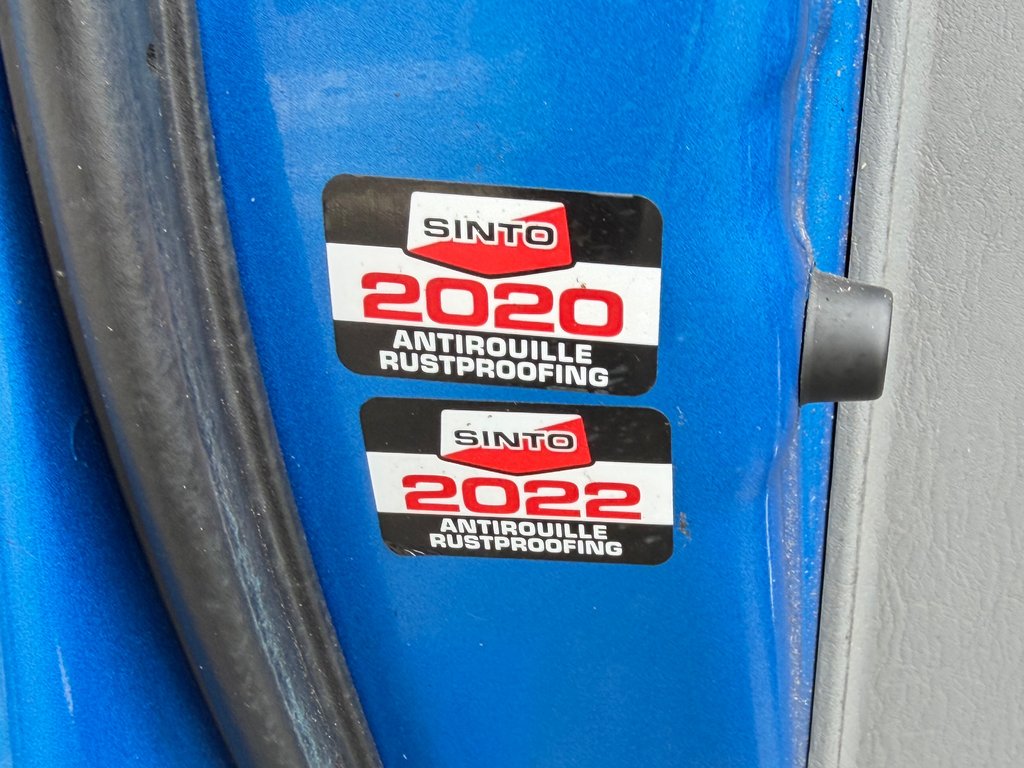 SINTO
2020
ANTIROUILLE
RUSTPROOFING
SINTO
2022
ANTIROUILLE
RUSTPROOFING